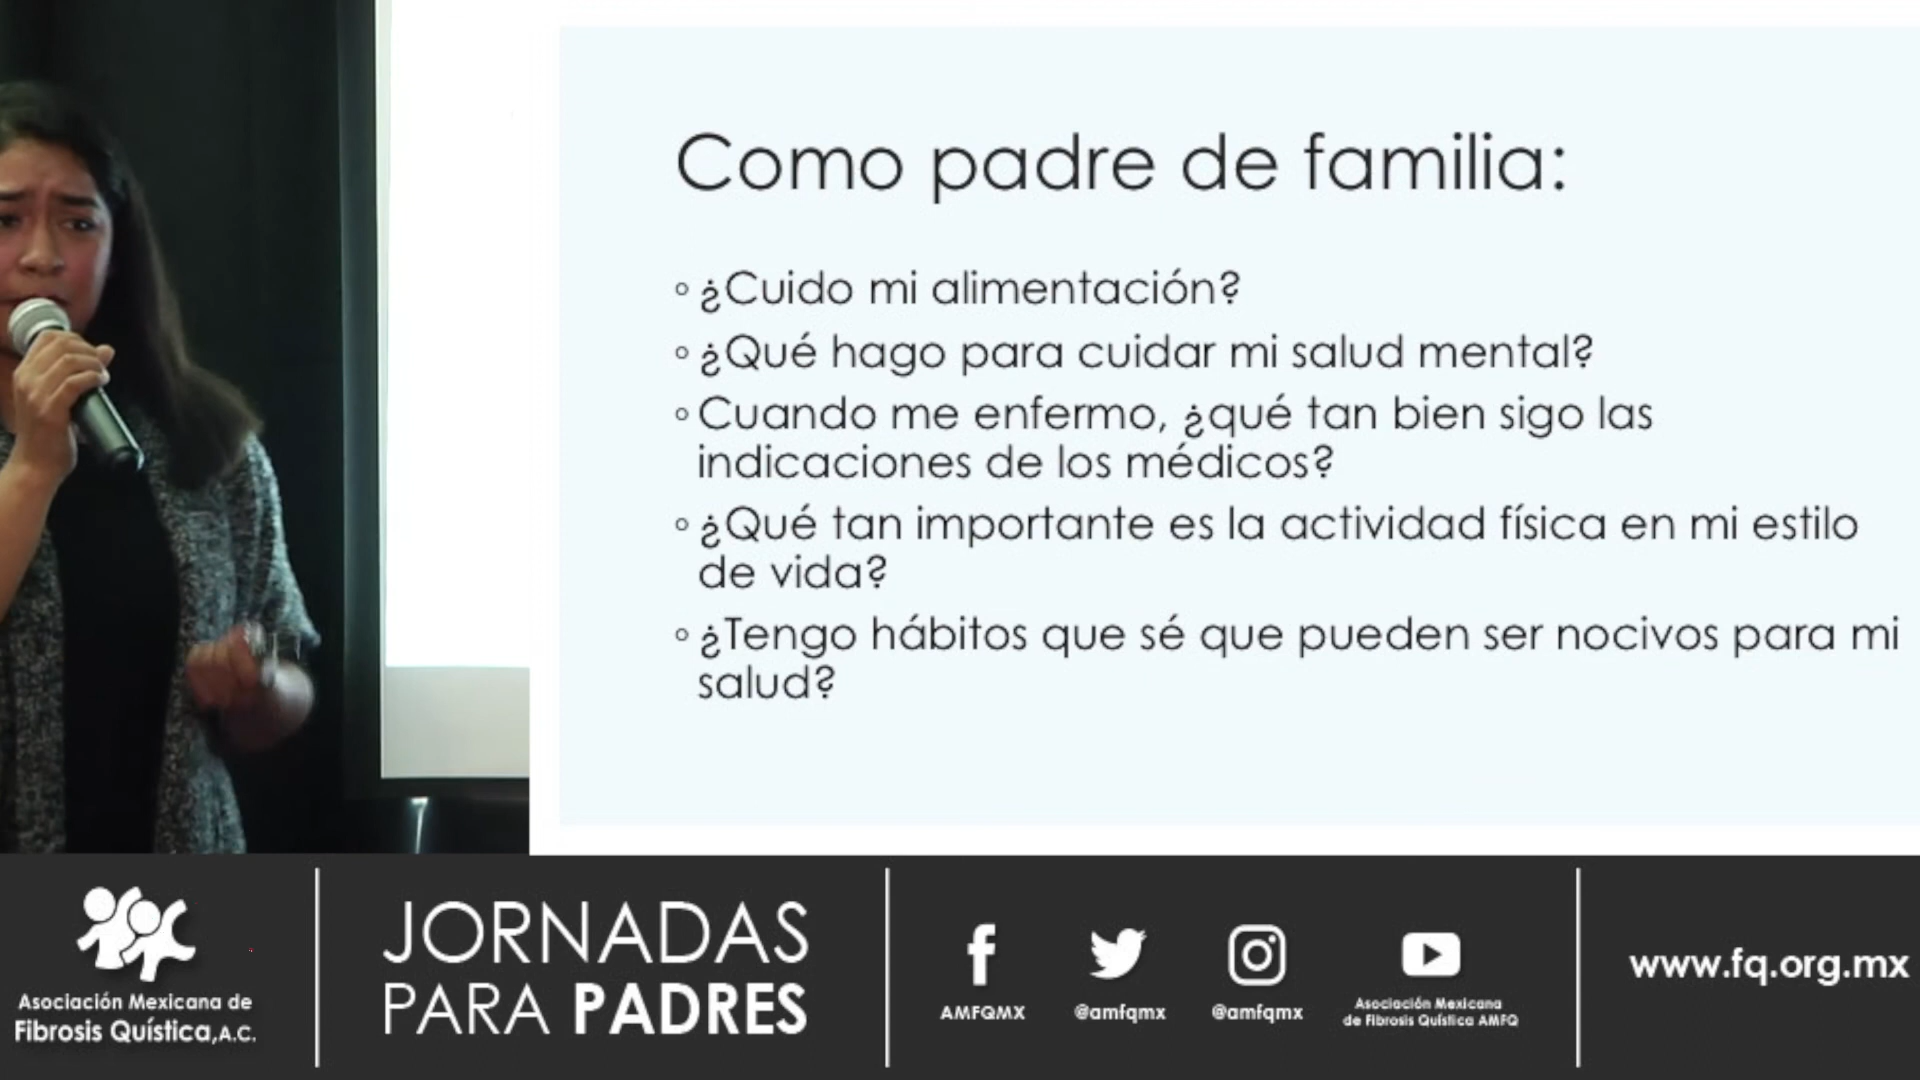 Como padre de familia:
◦ ¿Cuido mi alimentación?
◦ ¿Qué hago para cuidar mi salud mental?
◦ Cuando me enfermo, ¿qué tan bien sigo las
indicaciones de los médicos?
◦ ¿Qué tan importante es la actividad física en mi estilo
de vida?
◦ ¿Tengo hábitos que sé que pueden ser nocivos para mi
salud?
Asociación Mexicana de
Fibrosis Quística,A.C.
JORNADAS
PARA PADRES
AMFQMX
@amfqmx
@amfqmx
Asociación Mexicana
de Fibrosis Quística AMFQ
www.fq.org.mx